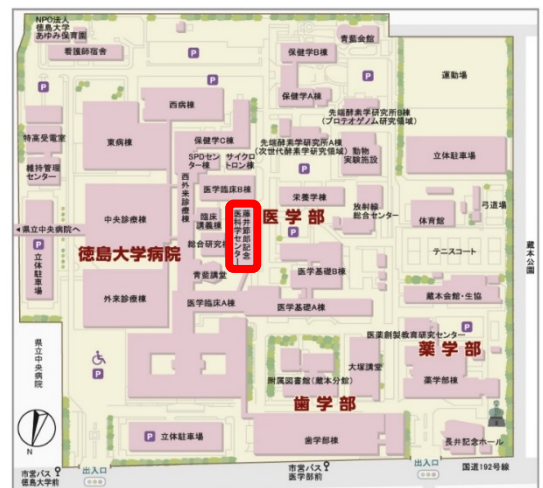 NPO法人
徳島大学
あゆみ保育園
青藍会館
看護師宿舎
P
保健学B棟
P
運動場
P
P
保健学A棟
P
西病棟
先端酵素学研究所B棟
(プロテオゲノム研究領域)
特高受電室
東病棟
保健学C棟
先端酵素学研究所A棟
(次世代酵素学研究領域)
動物
実験施設
立体駐車場
維持管理
センター
SPDセン
ター棟
サイクロ
トロン棟
西外来診療棟
医学臨床B棟
栄養学棟
放射線
総合センター
弓道場
中央診療棟
臨床
講義棟
藤井節郎記念
医科学センター
医学部
体育館
県立中央病院へ
P
立体
駐車場
徳島大学病院
総合研究棟
テニスコート
蔵本公園
青藍講堂
医学基礎B棟
外来診療棟
医学臨床A棟
医学基礎A棟
蔵本会館・生協
県立中央病院
医薬創製教育研究センター
P
薬学部
P
大塚講堂
附属図書館(蔵本分館)
薬学部棟
歯学部
N
P 立体駐車場
歯学部棟
P
長井記念ホール
市営バス
徳島大学前
出入口
市営バス
医学部前
出入口
国道192号線